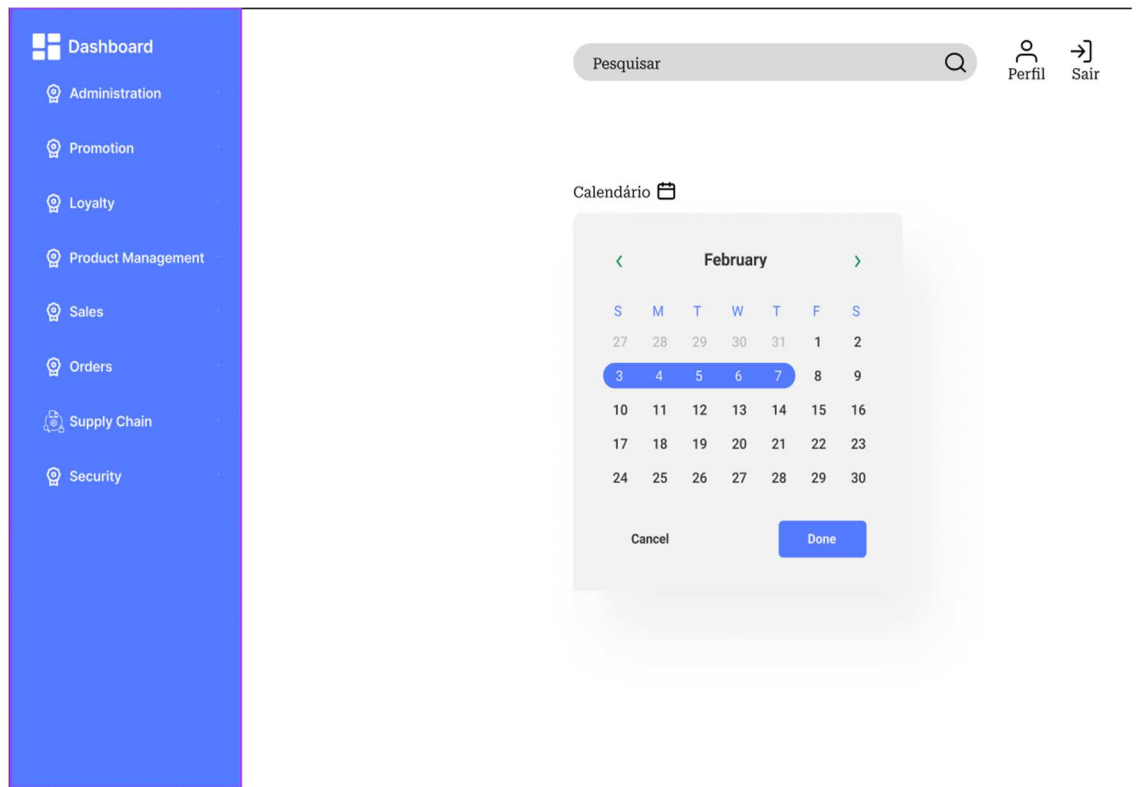 Dashboard
Administration
Promotion
Loyalty
Product Management
Sales
Orders
Supply Chain
Security
Pesquisar
Perfil
Sair
Calendário
February
S M T W T F S
27 28 29 30 31 1 2
3 4 5 6 7 8 9
10 11 12 13 14 15 16
17 18 19 20 21 22 23
24 25 26 27 28 29 30
Cancel Done